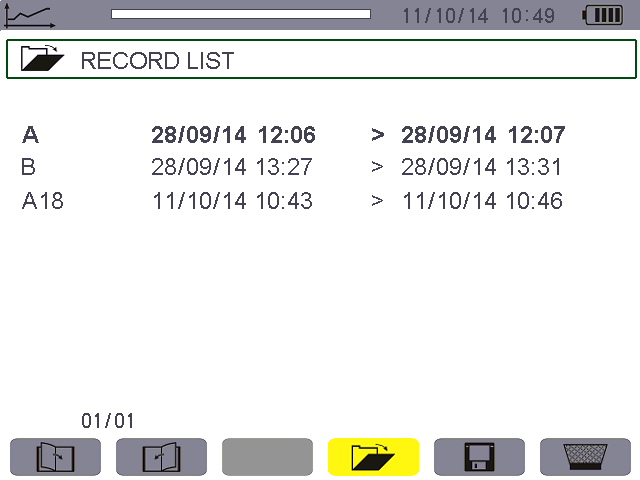 11/10/14 10:49
RECORD LIST
A 28/09/14 12:06 > 28/09/14 12:07
B 28/09/14 13:27 > 28/09/14 13:31
A18 11/10/14 10:43 > 11/10/14 10:46
01/01